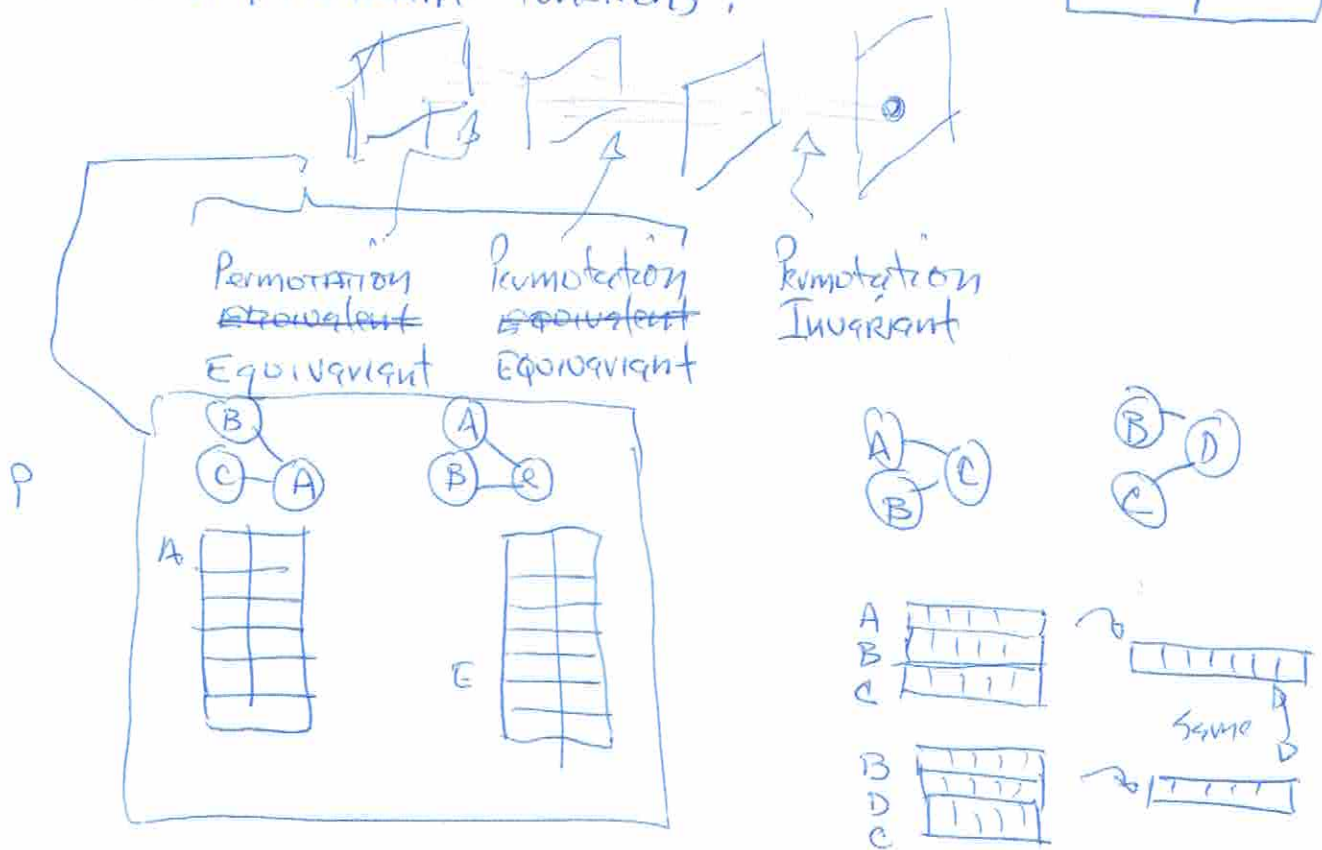 Permutation Permutation Permutation
Equivalent Equivalent Invariant
Equivariant Equivariant
B A
C A B
A B
C D
B C
P
A
E
A
B
C
Same
B
D
C